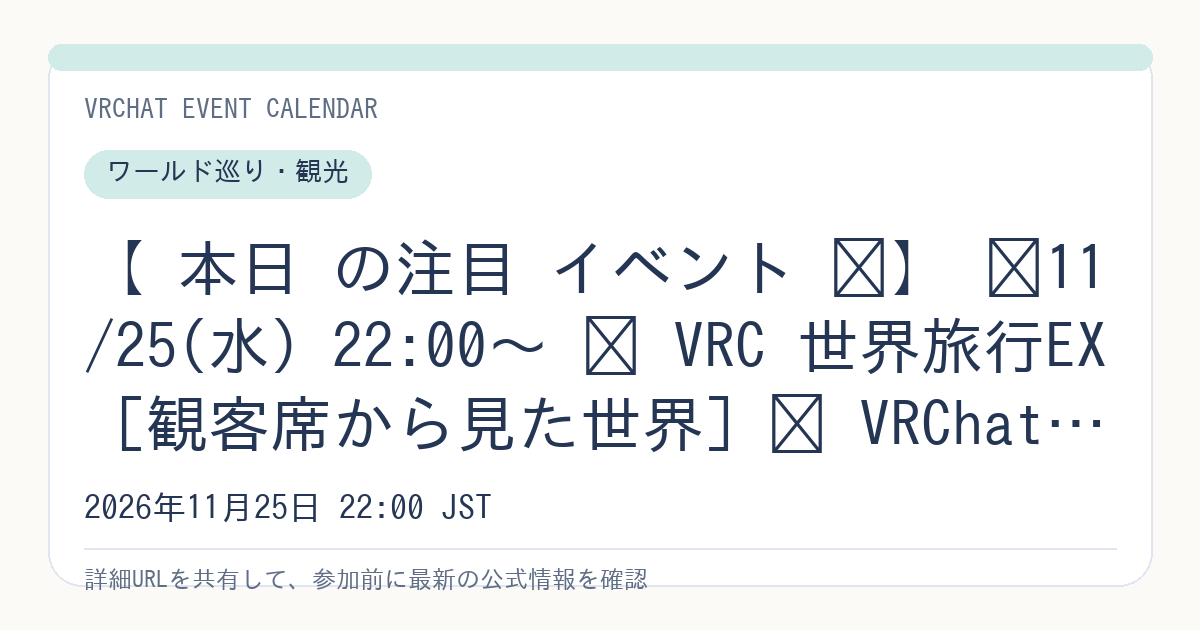 VRCHAT EVENT CALENDAR
ワールド巡り・観光
【 本日 の注目 イベント 】 11
/25(水) 22:00～ VRC 世界旅行EX
［観客席から見た世界］ VRChat…
2026年11月25日 22:00 JST
詳細URLを共有して、参加前に最新の公式情報を確認